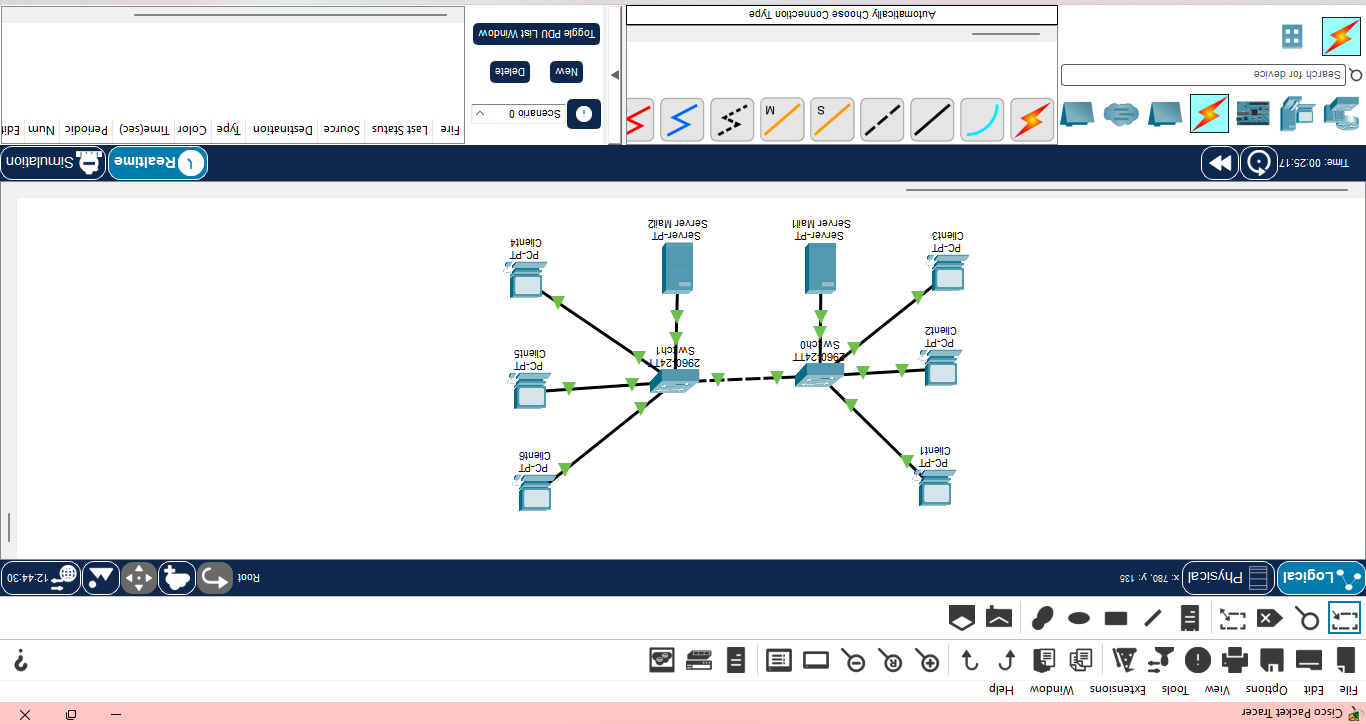 Cisco Packet Tracer
File Edit Options View Tools Extensions Window Help
Logical Physical x: 780, y: 135 Root 12:44:30
PC-PT
Client1
PC-PT
Client6
PC-PT
Client2
2960-24TT
Switch0
2960-24TT
Switch1
PC-PT
Client5
PC-PT
Client3
Server-PT
Server Mail1
Server-PT
Server Mail2
PC-PT
Client4
Time: 00:25:17 Realtime Simulation
Scenario 0
Fire Last Status Source Destination Type Color Time(sec) Periodic Num Edit
S M
New Delete
Search for device
Toggle PDU List Window
Automatically Choose Connection Type